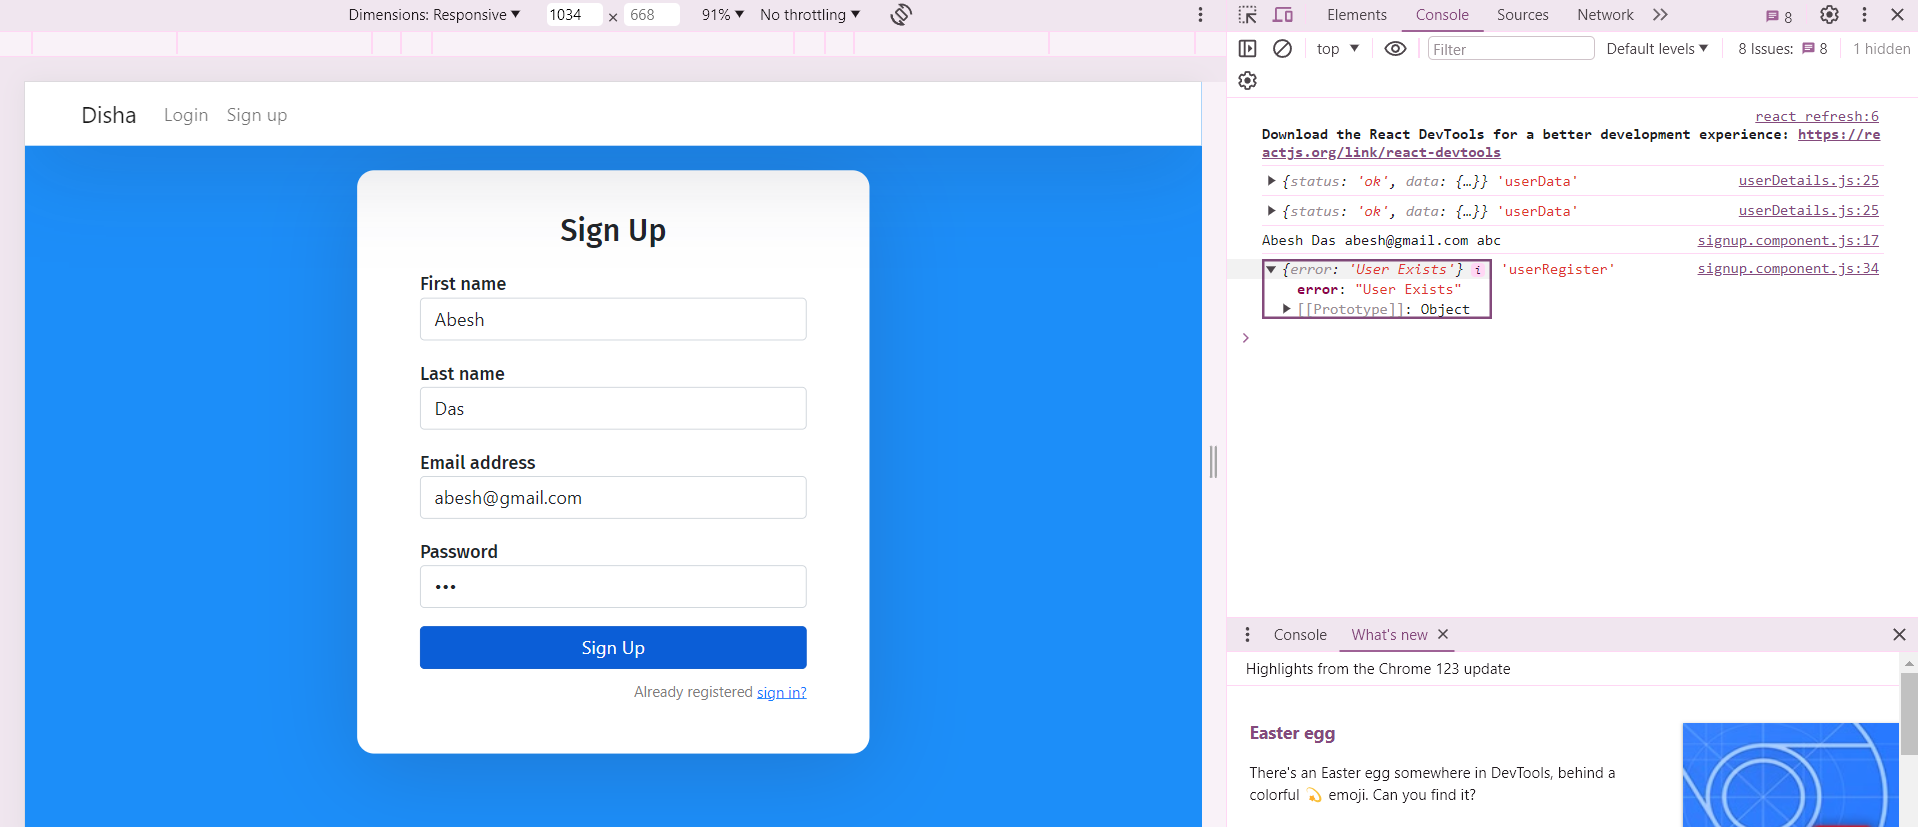 Dimensions: Responsive ▼ 1034 × 668 91% ▼ No throttling ▼
Disha Login Sign up
Sign Up
First name
Abesh
Last name
Das
Email address
abesh@gmail.com
Password
•••
Sign Up
Already registered sign in?
Elements Console Sources Network 8
top ▼ Filter Default levels ▼ 8 Issues: 8 1 hidden
react refresh:6
Download the React DevTools for a better development experience: https://re
actjs.org/link/react-devtools
▶ {status: 'ok', data: {…}} 'userData' userDetails.js:25
▶ {status: 'ok', data: {…}} 'userData' userDetails.js:25
Abesh Das abesh@gmail.com abc signup.component.js:17
▼ {error: 'User Exists'} i 'userRegister' signup.component.js:34
error: "User Exists"
▶ [[Prototype]]: Object
Console What's new
Highlights from the Chrome 123 update
Easter egg
There's an Easter egg somewhere in DevTools, behind a
colorful 💫 emoji. Can you find it?